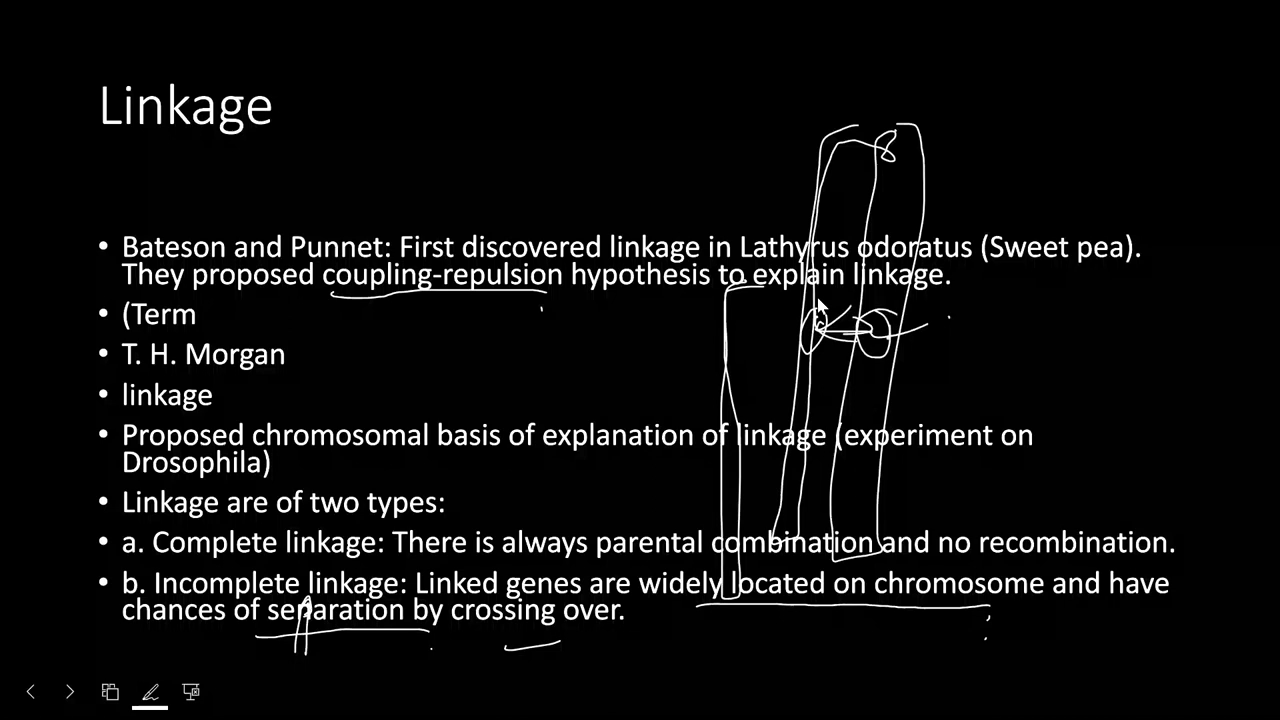 Linkage
• Bateson and Punnet: First discovered linkage in Lathyrus odoratus (Sweet pea).
They proposed coupling-repulsion hypothesis to explain linkage.
• (Term
• T. H. Morgan
• linkage
• Proposed chromosomal basis of explanation of linkage (experiment on
Drosophila)
• Linkage are of two types:
• a. Complete linkage: There is always parental combination and no recombination.
• b. Incomplete linkage: Linked genes are widely located on chromosome and have
chances of separation by crossing over.